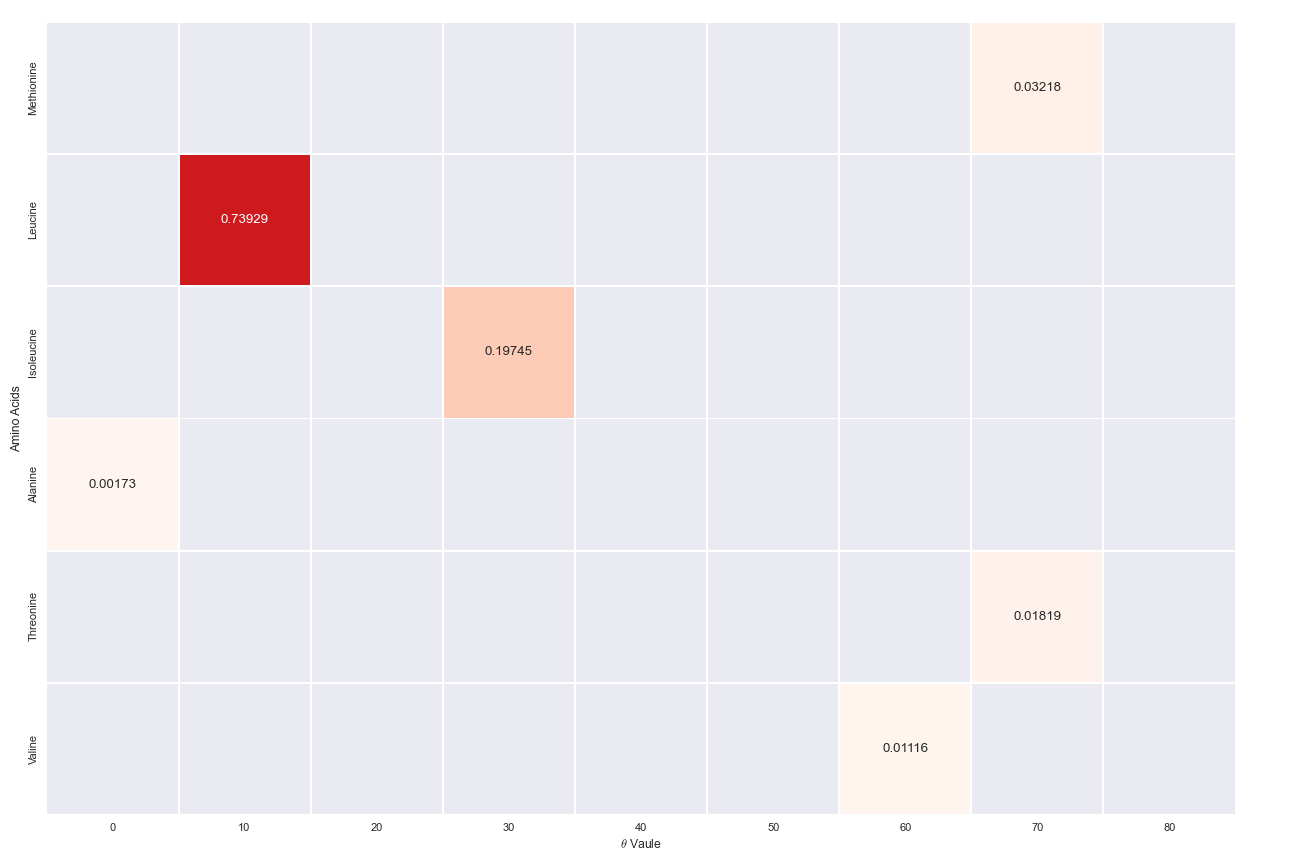 Amino Acids
Methionine
0.03218
Leucine
0.73929
Isoleucine
0.19745
Alanine
0.00173
Threonine
0.01819
Valine
0.01116
0 10 20 30 40 50 60 70 80
θ Vaule